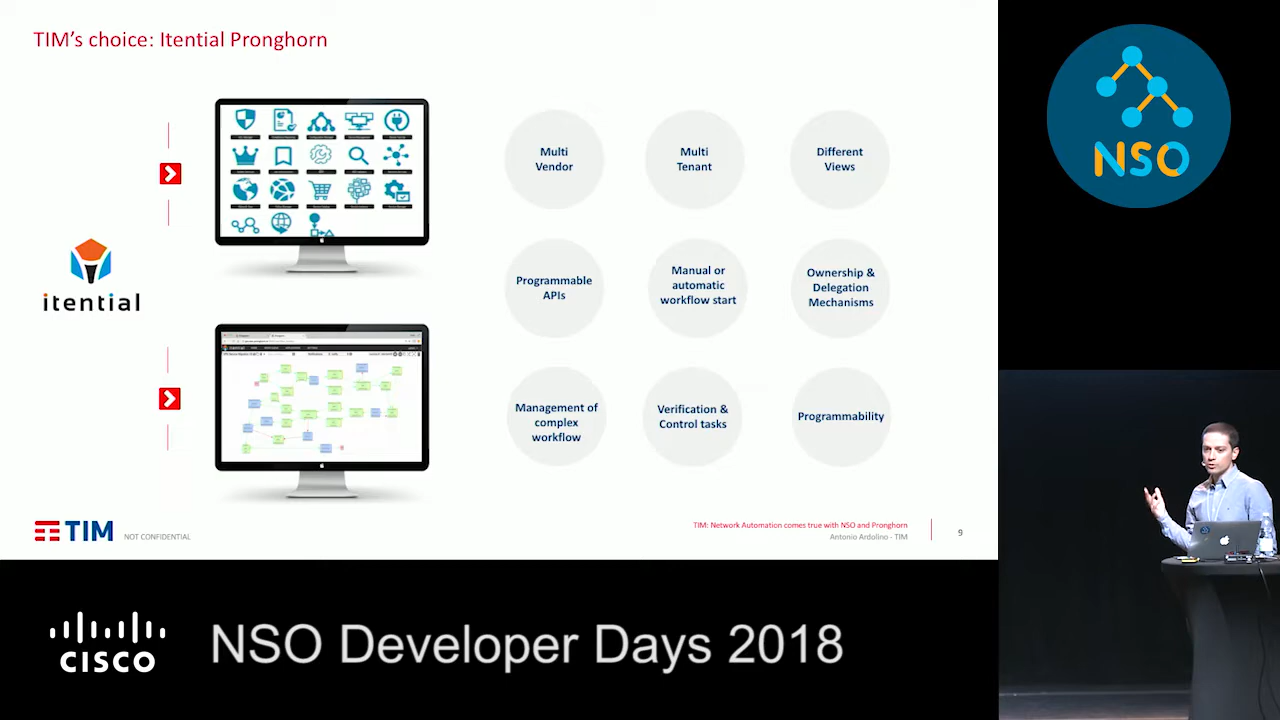 TIM's choice: Itential Pronghorn
itential
Multi
Vendor
Multi
Tenant
Different
Views
Programmable
APIs
Manual or
automatic
workflow start
Ownership &
Delegation
Mechanisms
Management of
complex
workflow
Verification &
Control tasks
Programmability
TIM
NOT CONFIDENTIAL
TIM: Network Automation comes true with NSO and Pronghorn
Antonio Ardolino - TIM
9
NSO
CISCO
NSO Developer Days 2018